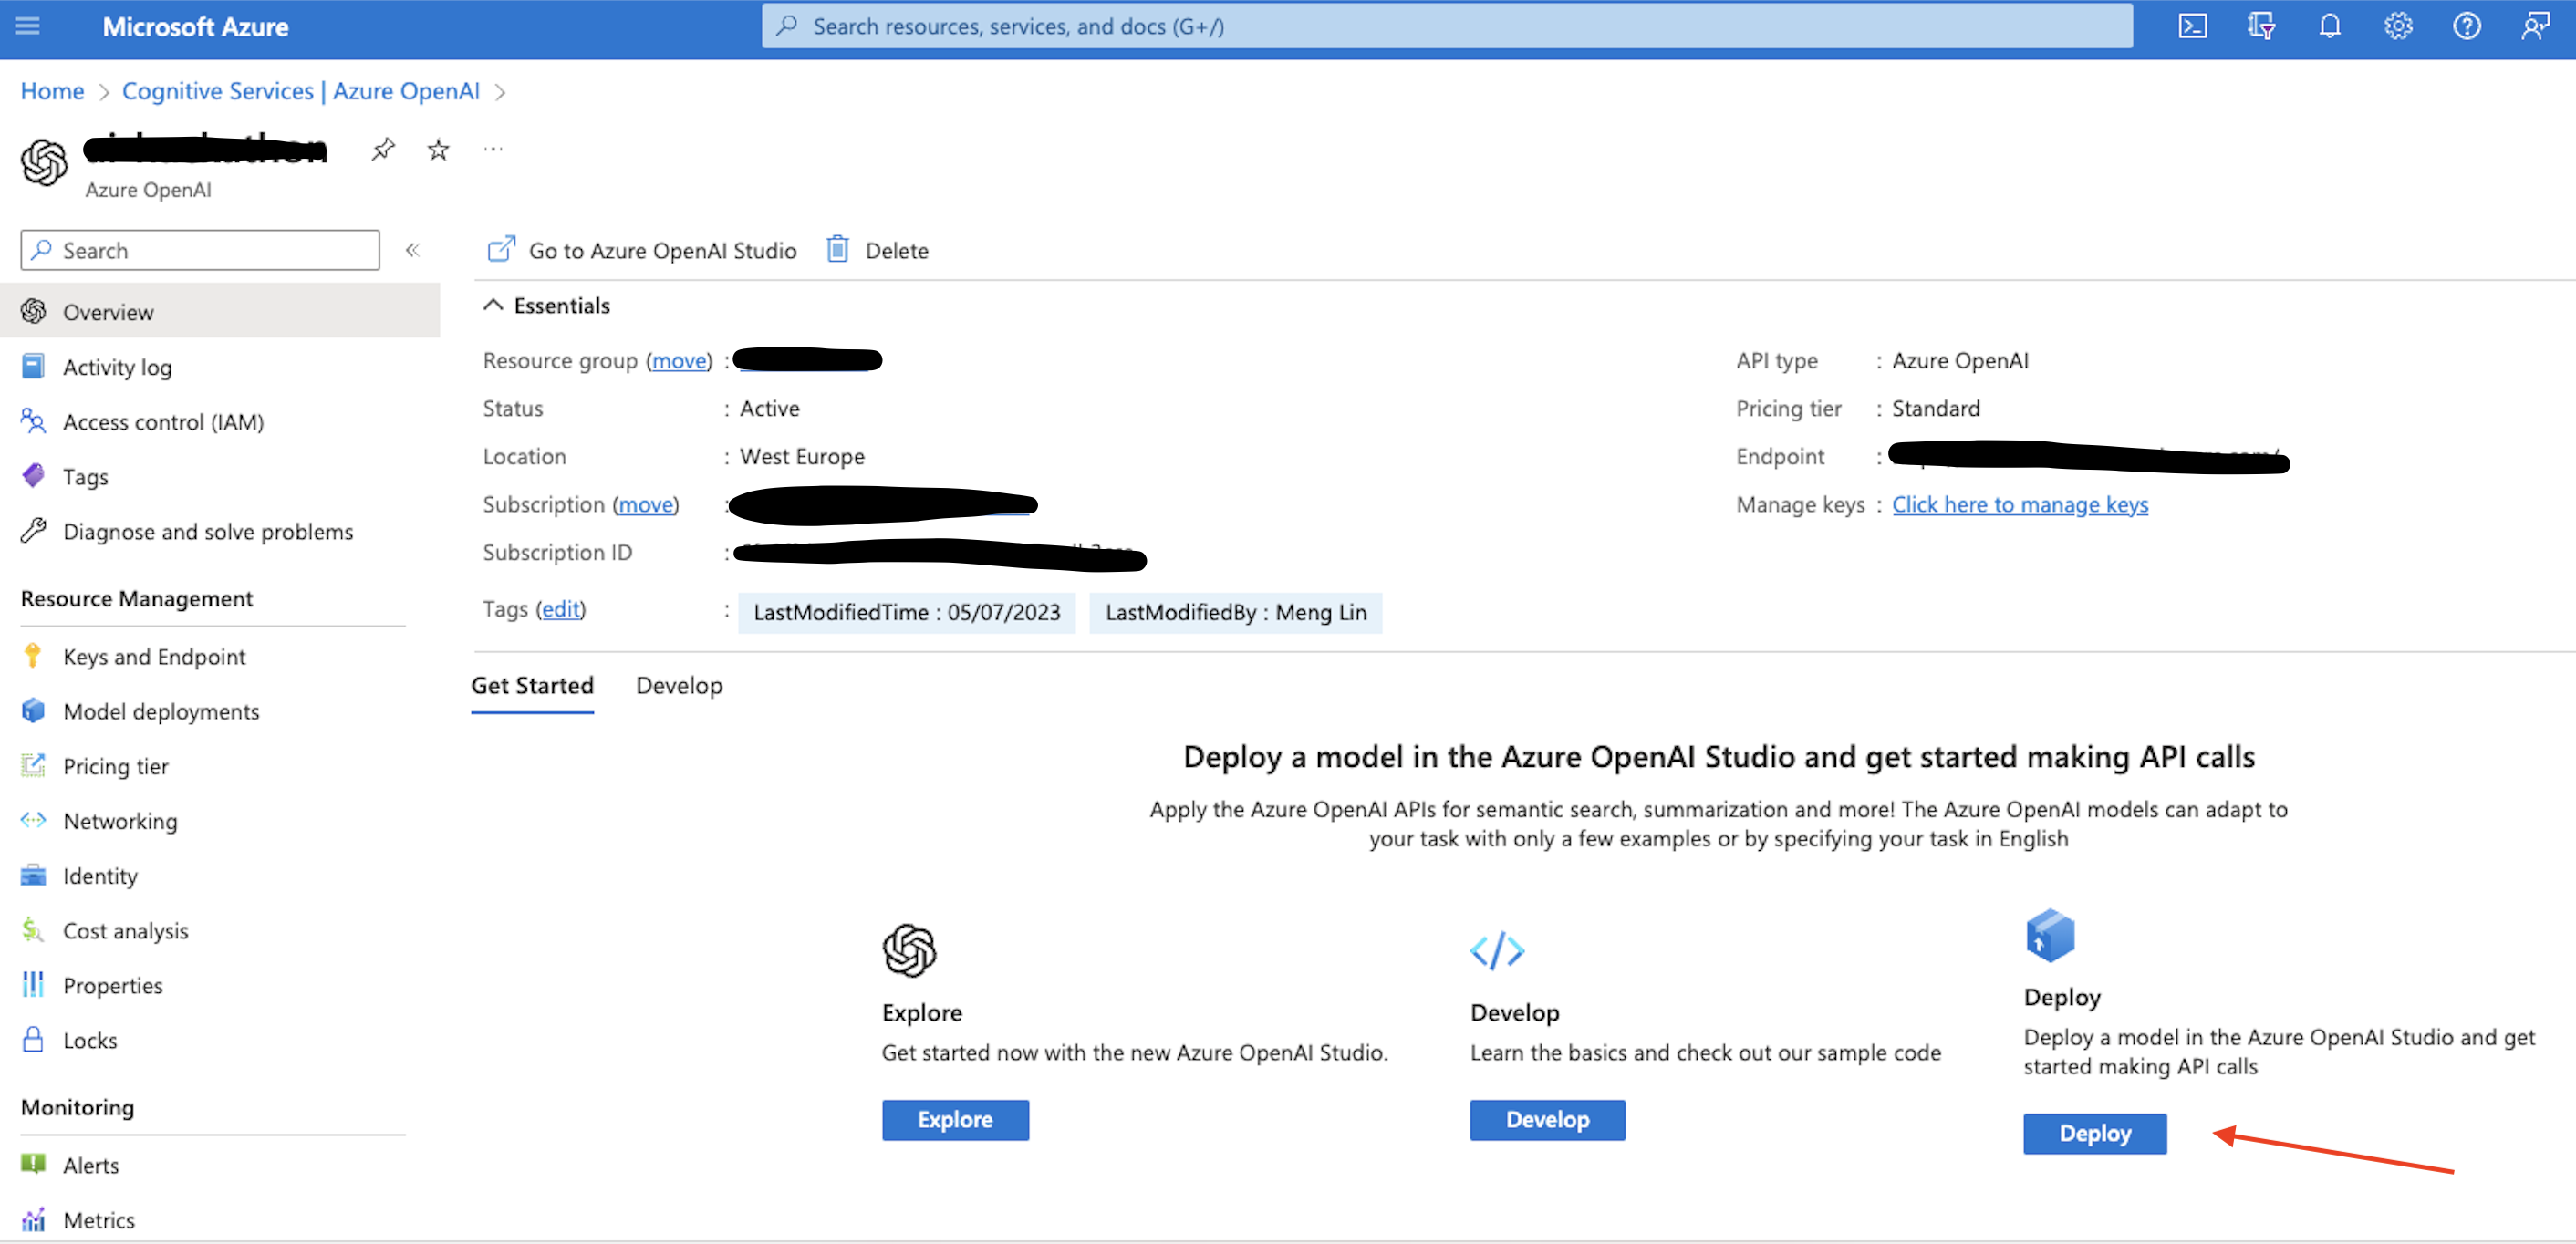 Microsoft Azure
Search resources, services, and docs (G+/)
Home > Cognitive Services | Azure OpenAI >
Azure OpenAI
Search
Go to Azure OpenAI Studio
Delete
Overview
Activity log
Access control (IAM)
Tags
Diagnose and solve problems
Resource Management
Keys and Endpoint
Model deployments
Pricing tier
Networking
Identity
Cost analysis
Properties
Locks
Monitoring
Alerts
Metrics
Essentials
Resource group (move) :
Status : Active
Location : West Europe
Subscription (move) :
Subscription ID :
Tags (edit) : LastModifiedTime : 05/07/2023 LastModifiedBy : Meng Lin
API type : Azure OpenAI
Pricing tier : Standard
Endpoint :
Manage keys : Click here to manage keys
Get Started
Develop
Deploy a model in the Azure OpenAI Studio and get started making API calls
Apply the Azure OpenAI APIs for semantic search, summarization and more! The Azure OpenAI models can adapt to
your task with only a few examples or by specifying your task in English
Explore
Get started now with the new Azure OpenAI Studio.
Explore
Develop
Learn the basics and check out our sample code
Develop
Deploy
Deploy a model in the Azure OpenAI Studio and get
started making API calls
Deploy